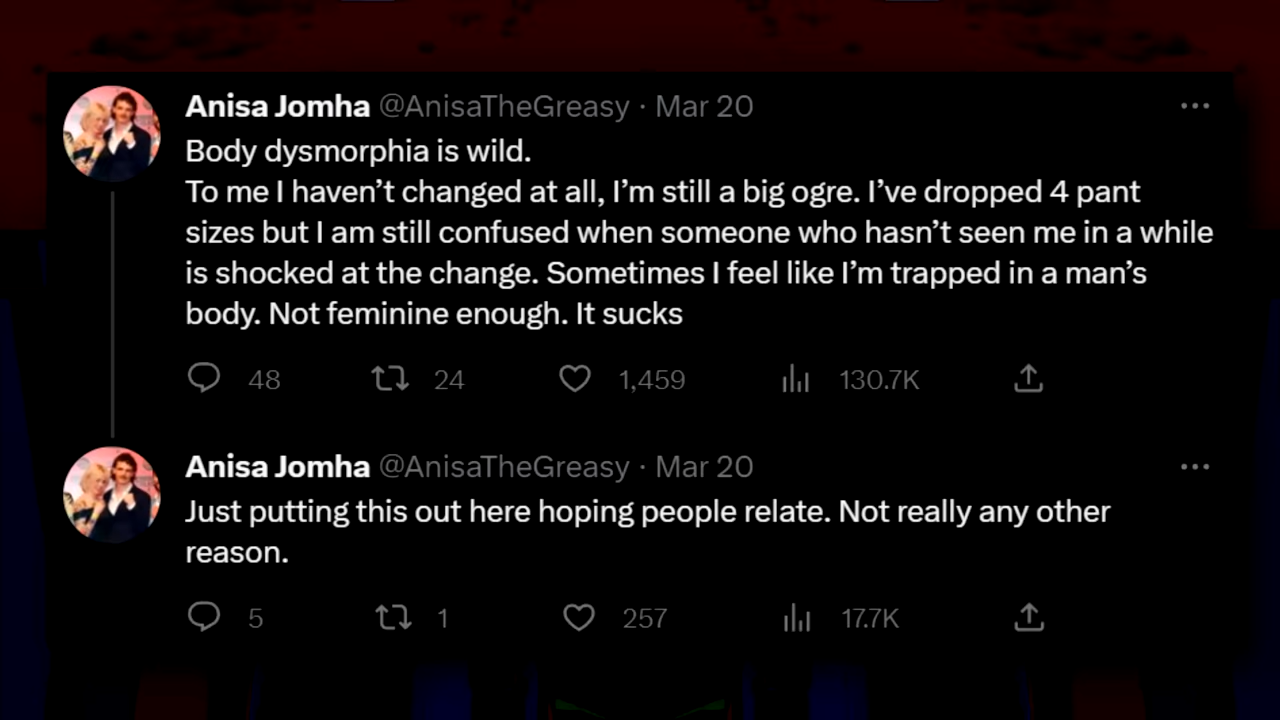 Anisa Jomha @AnisaTheGreasy · Mar 20
Body dysmorphia is wild.
To me I haven’t changed at all, I’m still a big ogre. I’ve dropped 4 pant
sizes but I am still confused when someone who hasn’t seen me in a while
is shocked at the change. Sometimes I feel like I’m trapped in a man’s
body. Not feminine enough. It sucks
48 24 1,459 130.7K
Anisa Jomha @AnisaTheGreasy · Mar 20
Just putting this out here hoping people relate. Not really any other
reason.
5 1 257 17.7K